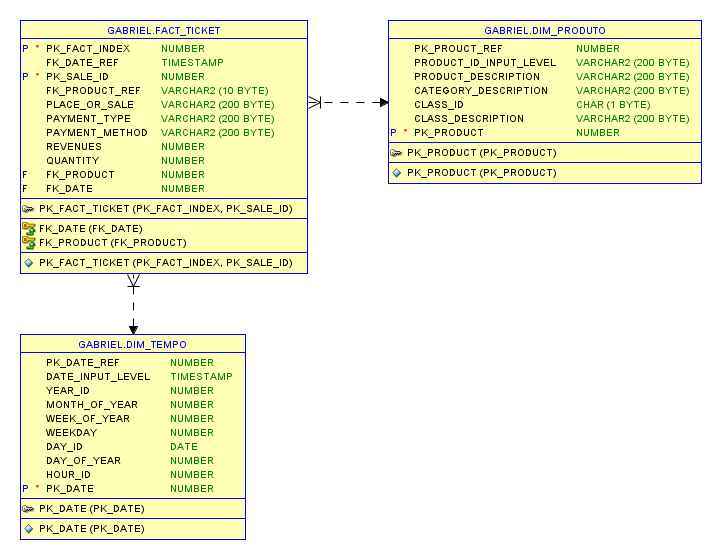 GABRIEL.FACT_TICKET
P * PK_FACT_INDEX NUMBER
FK_DATE_REF TIMESTAMP
P * PK_SALE_ID NUMBER
FK_PRODUCT_REF VARCHAR2 (10 BYTE)
PLACE_OR_SALE VARCHAR2 (200 BYTE)
PAYMENT_TYPE VARCHAR2 (200 BYTE)
PAYMENT_METHOD VARCHAR2 (200 BYTE)
REVENUES NUMBER
QUANTITY NUMBER
F FK_PRODUCT NUMBER
F FK_DATE NUMBER
PK_FACT_TICKET (PK_FACT_INDEX, PK_SALE_ID)
FK_DATE (FK_DATE)
FK_PRODUCT (FK_PRODUCT)
PK_FACT_TICKET (PK_FACT_INDEX, PK_SALE_ID)
GABRIEL.DIM_PRODUTO
PK_PROUCT_REF NUMBER
PRODUCT_ID_INPUT_LEVEL VARCHAR2 (200 BYTE)
PRODUCT_DESCRIPTION VARCHAR2 (200 BYTE)
CATEGORY_DESCRIPTION VARCHAR2 (200 BYTE)
CLASS_ID CHAR (1 BYTE)
CLASS_DESCRIPTION VARCHAR2 (200 BYTE)
P * PK_PRODUCT NUMBER
PK_PRODUCT (PK_PRODUCT)
PK_PRODUCT (PK_PRODUCT)
GABRIEL.DIM_TEMPO
PK_DATE_REF NUMBER
DATE_INPUT_LEVEL TIMESTAMP
YEAR_ID NUMBER
MONTH_OF_YEAR NUMBER
WEEK_OF_YEAR NUMBER
WEEKDAY NUMBER
DAY_ID DATE
DAY_OF_YEAR NUMBER
HOUR_ID NUMBER
P * PK_DATE NUMBER
PK_DATE (PK_DATE)
PK_DATE (PK_DATE)